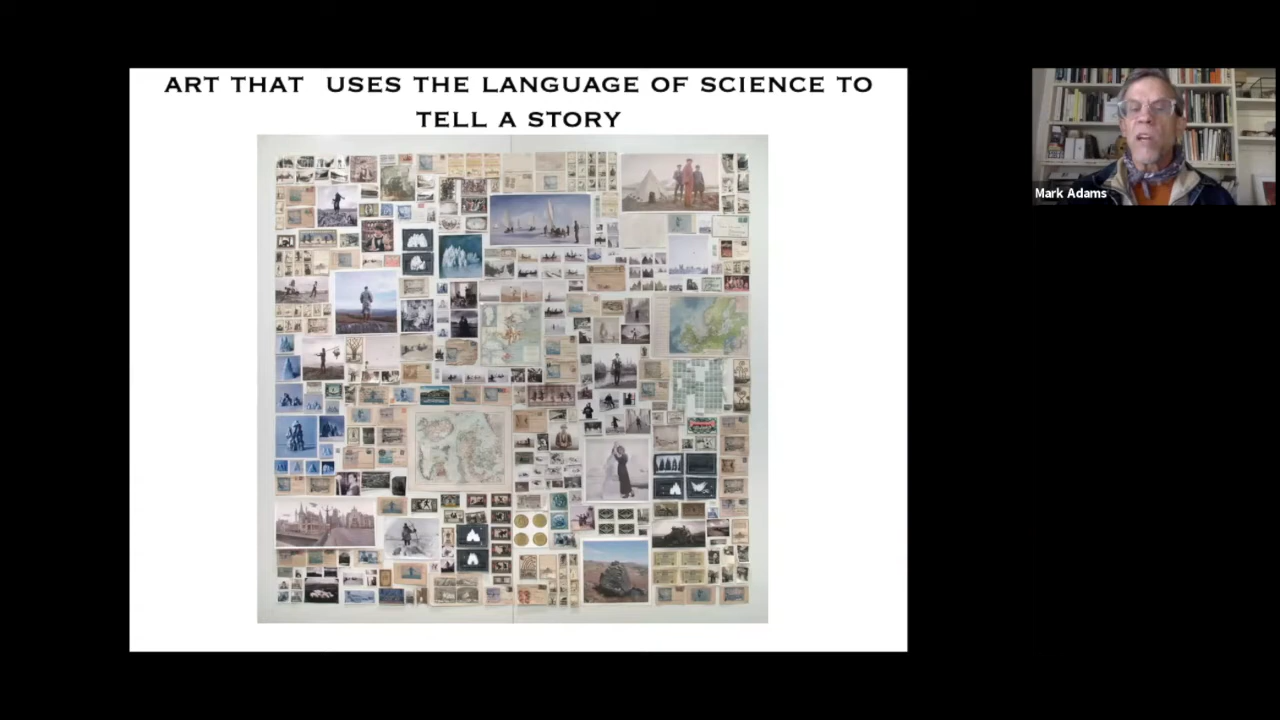 ART THAT USES THE LANGUAGE OF SCIENCE TO
TELL A STORY
Mark Adams